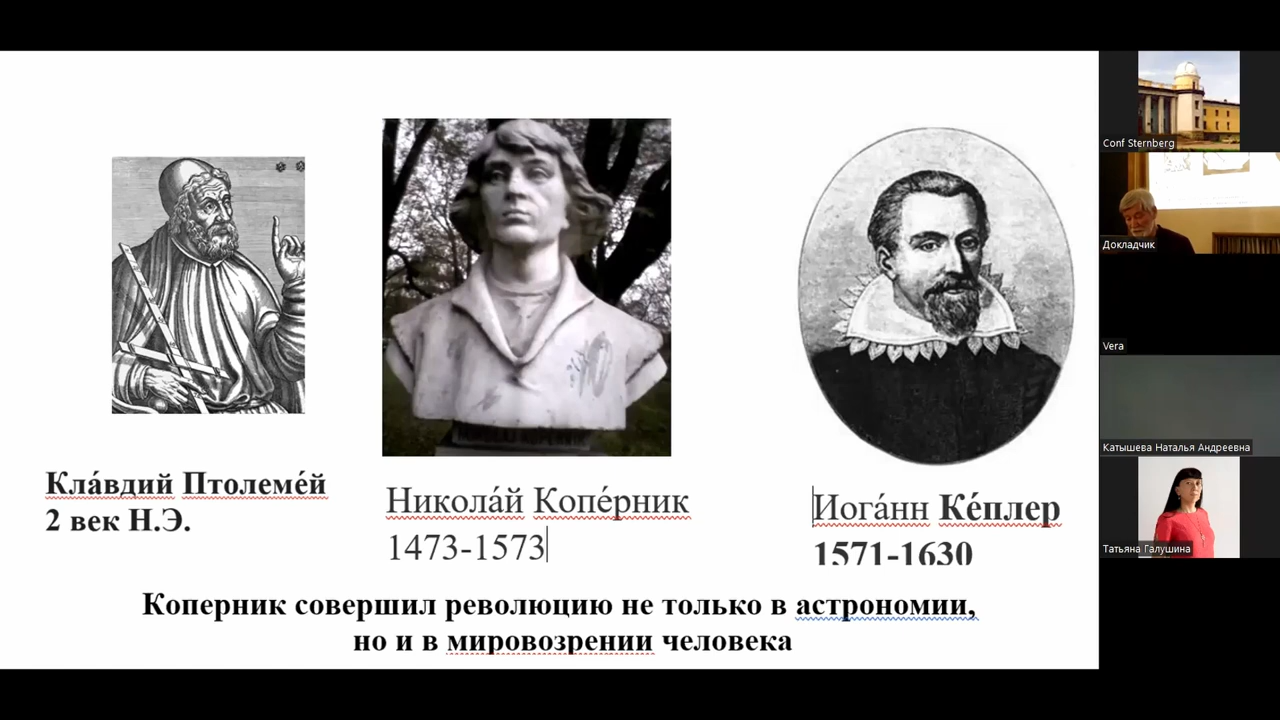 Кла́вдий Птолеме́й
2 век Н.Э.
Никола́й Копе́рник
1473-1573
Иога́нн Ке́плер
1571-1630
Коперник совершил революцию не только в астрономии,
но и в мировозрении человека
Conf Sternberg
Докладчик
Vera
Катышева Наталья Андреевна
Татьяна Галушина